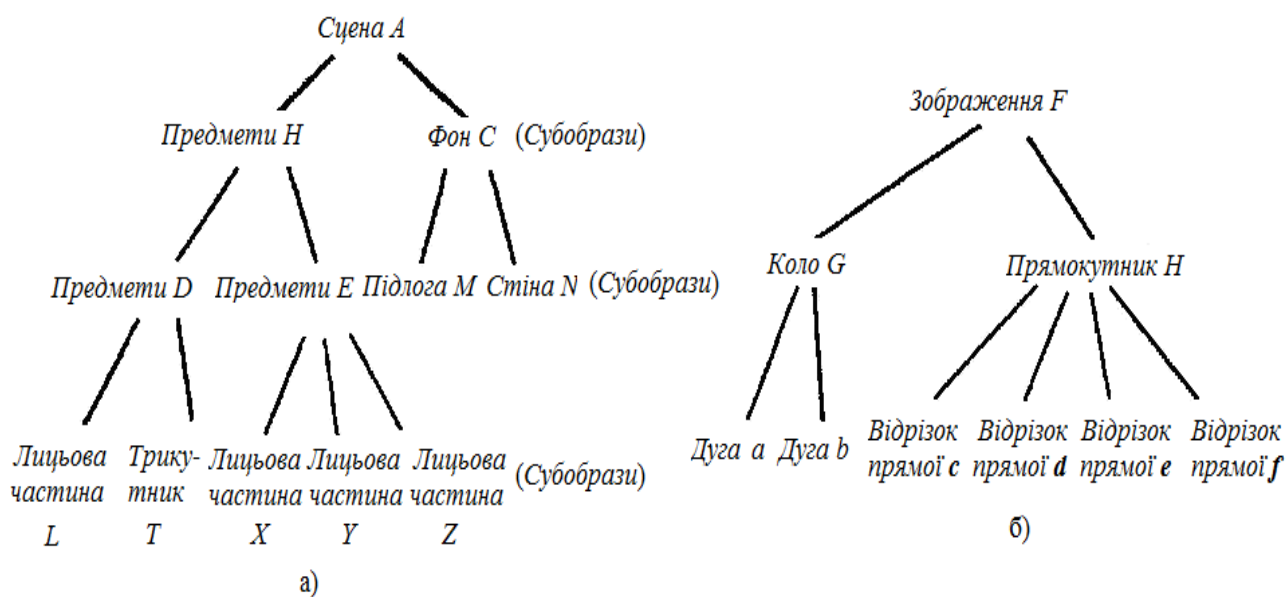 Сцена A
Предмети H
Фон C (Субобрази)
Предмети D
Предмети E
Підлога M
Стіна N (Субобрази)
Лицьова
частина
L
Трику-
тник
T
Лицьова
частина
X
Лицьова
частина
Y
Лицьова
частина
Z
(Субобрази)
а)
Зображення F
Коло G
Прямокутник H
Дуга a
Дуга b
Відрізок
прямої c
Відрізок
прямої d
Відрізок
прямої e
Відрізок
прямої f
б)